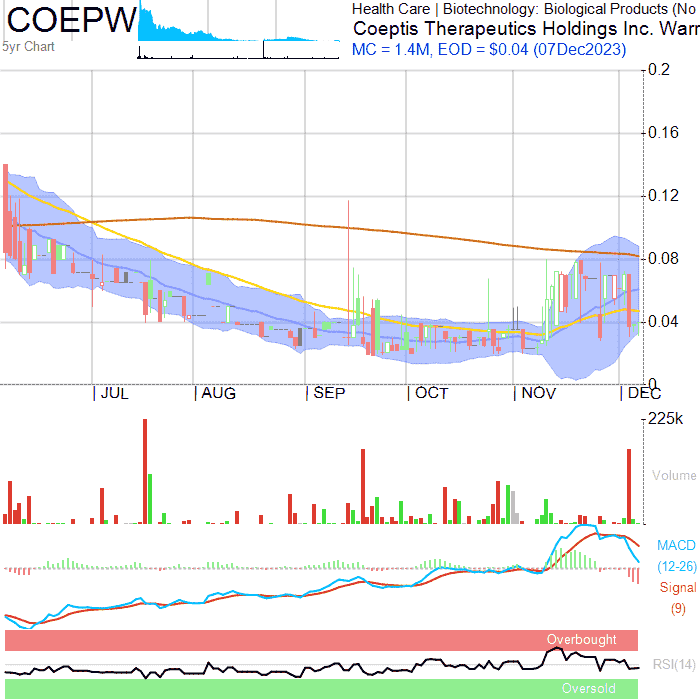 COEPW
5yr Chart
Health Care | Biotechnology: Biological Products (No
Coeptis Therapeutics Holdings Inc. Warr
MC = 1.4M, EOD = $0.04 (07Dec2023)
0.2
0.16
0.12
0.08
0.04
0
JUL
AUG
SEP
OCT
NOV
DEC
225k
Volume
MACD
(12-26)
Signal
(9)
Overbought
RSI(14)
Oversold